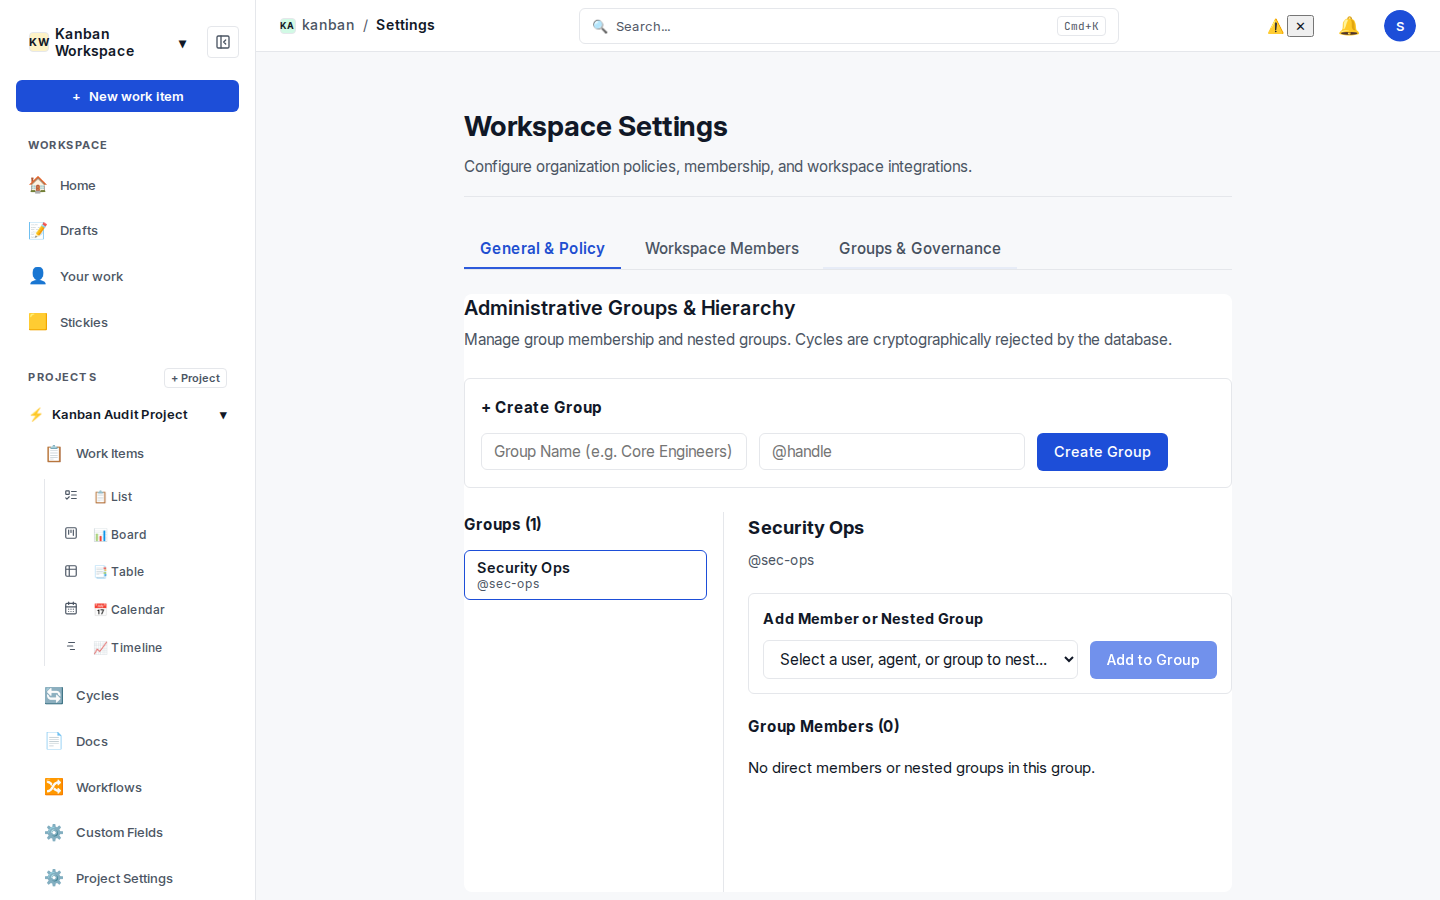 KW Kanban Workspace ▼
+ New work item
WORKSPACE
Home
Drafts
Your work
Stickies
PROJECTS
+ Project
Kanban Audit Project ▼
Work Items
List
Board
Table
Calendar
Timeline
Cycles
Docs
Workflows
Custom Fields
Project Settings
KA kanban / Settings
Search...
Cmd+K
✕
S
Workspace Settings
Configure organization policies, membership, and workspace integrations.
General & Policy
Workspace Members
Groups & Governance
Administrative Groups & Hierarchy
Manage group membership and nested groups. Cycles are cryptographically rejected by the database.
+ Create Group
Group Name (e.g. Core Engineers)
@handle
Create Group
Groups (1)
Security Ops
@sec-ops
Security Ops
@sec-ops
Add Member or Nested Group
Select a user, agent, or group to nest...
Add to Group
Group Members (0)
No direct members or nested groups in this group.